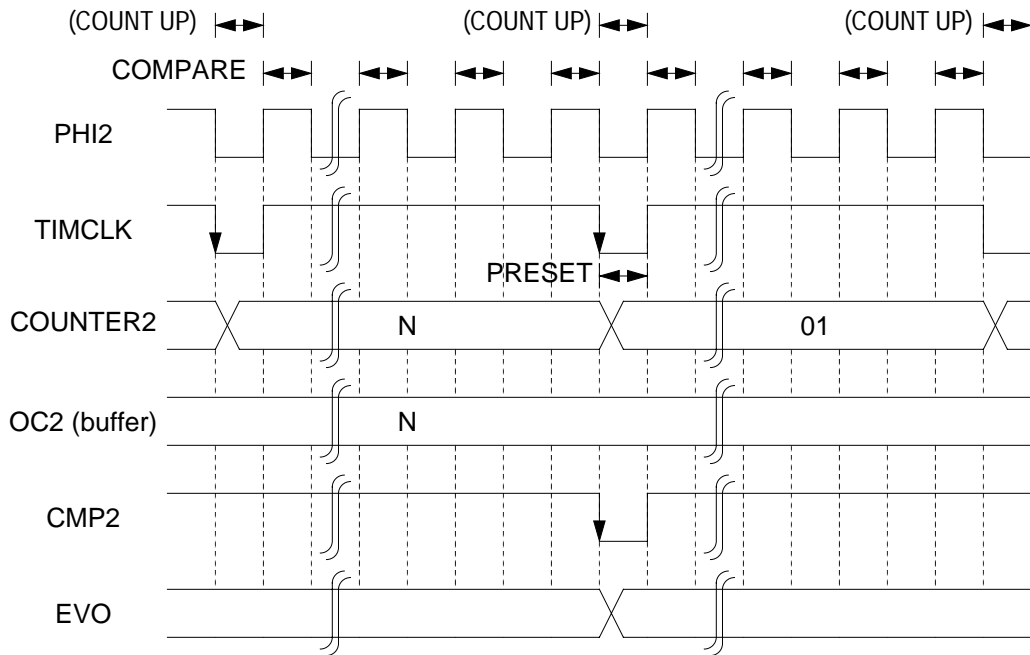 (COUNT UP) (COUNT UP) (COUNT UP)
COMPARE
PHI2
TIMCLK
PRESET
COUNTER2 N 01
OC2 (buffer) N
CMP2
EVO